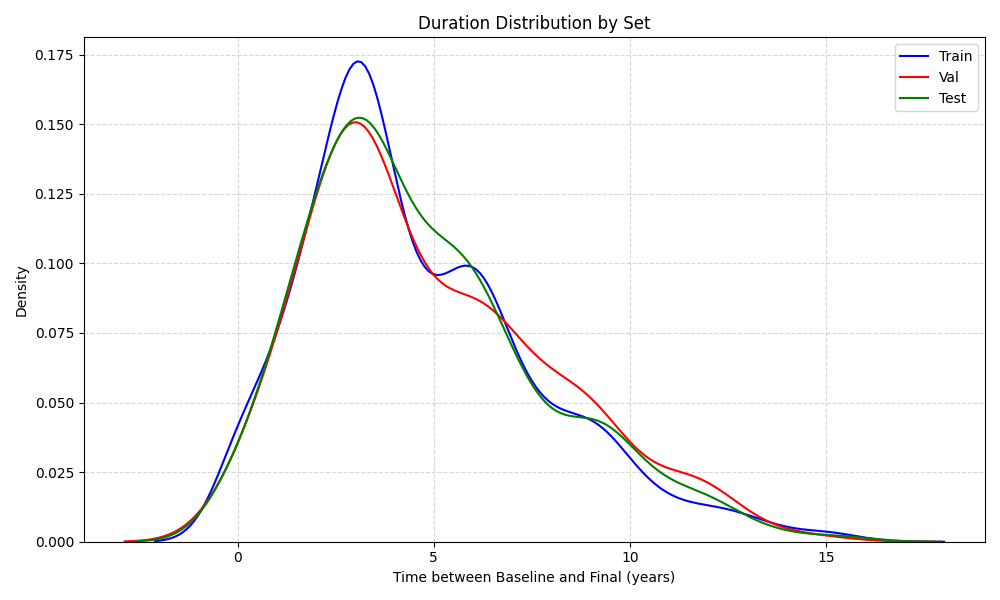 Duration Distribution by Set
Train
Val
Test
0.175
0.150
0.125
0.100
0.075
0.050
0.025
0.000
Density
0
5
10
15
Time between Baseline and Final (years)